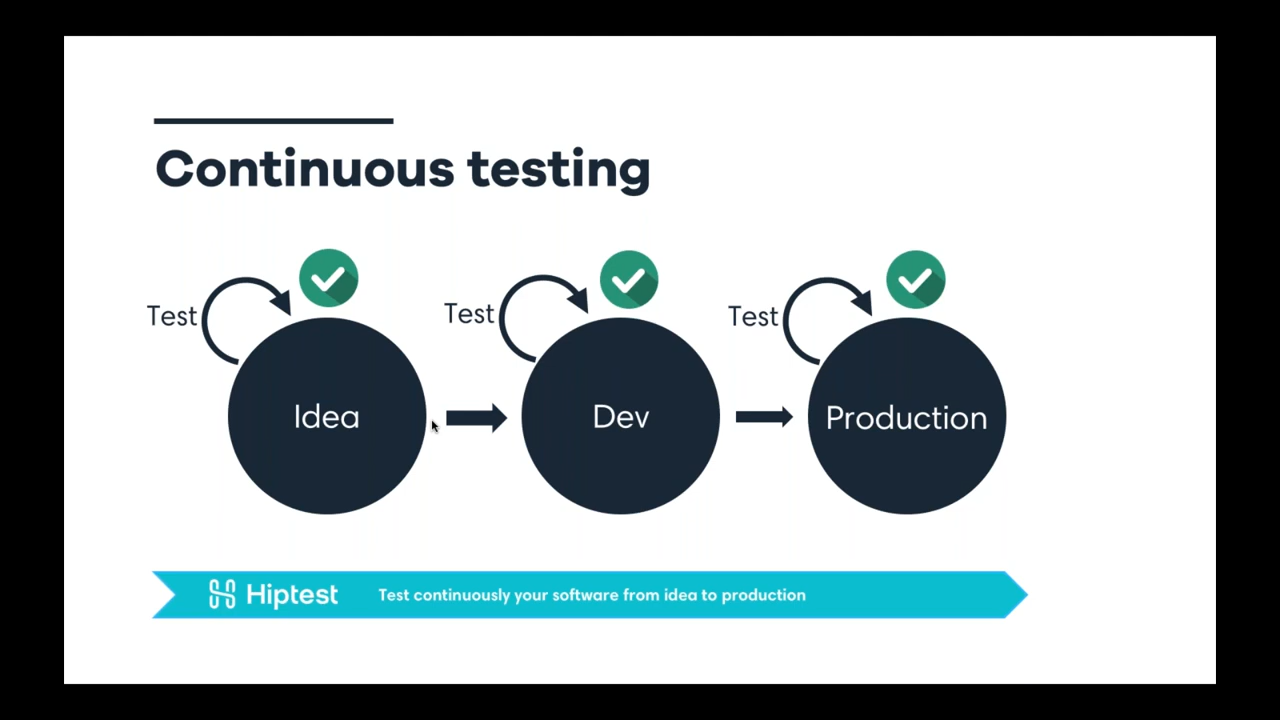 Continuous testing
Test
Test
Test
Idea
Dev
Production
Hiptest
Test continuously your software from idea to production